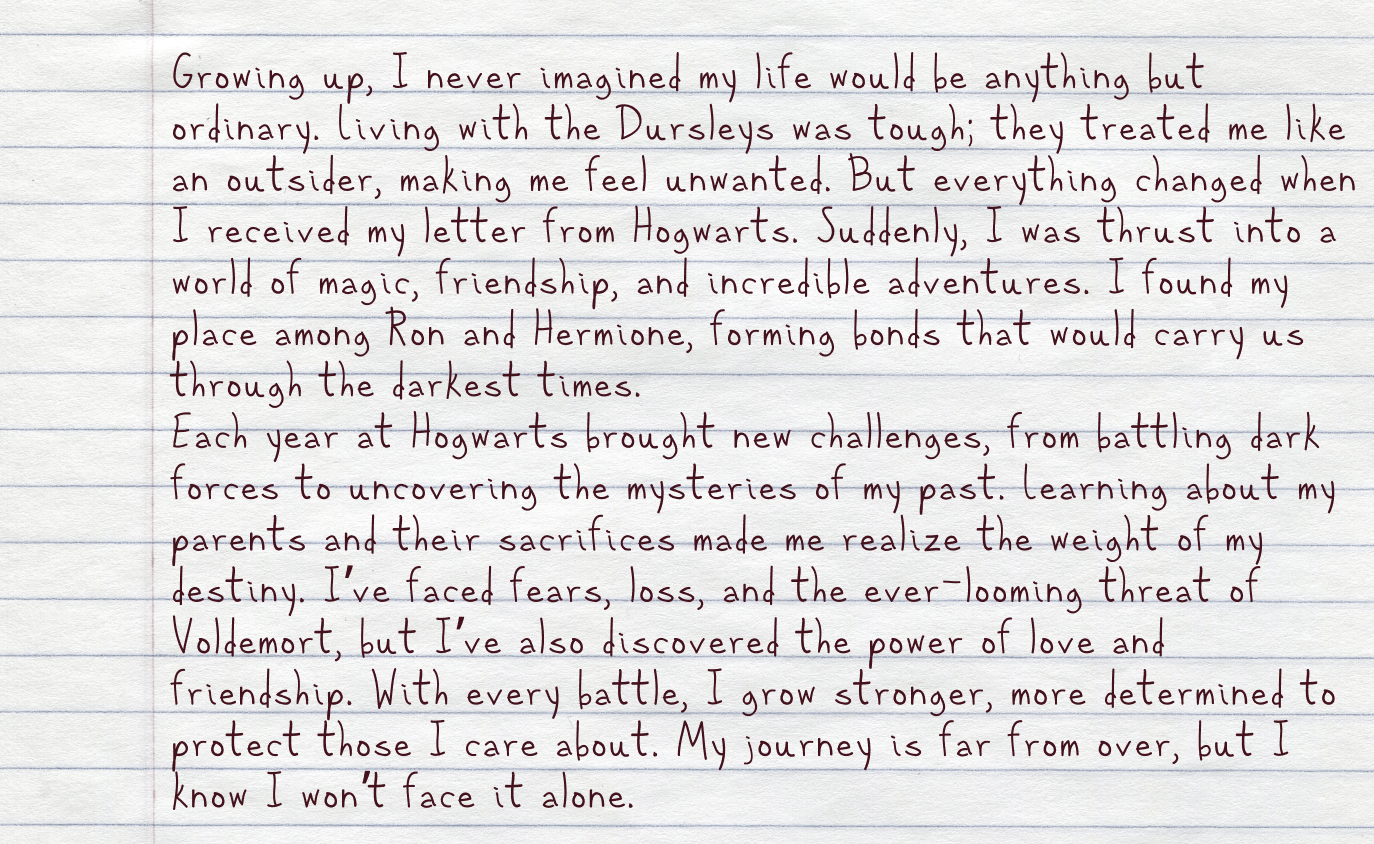 Growing up, I never imagined my life would be anything but
ordinary. Living with the Dursleys was tough; they treated me like
an outsider, making me feel unwanted. But everything changed when
I received my letter from Hogwarts. Suddenly, I was thrust into a
world of magic, friendship, and incredible adventures. I found my
place among Ron and Hermione, forming bonds that would carry us
through the darkest times.
Each year at Hogwarts brought new challenges, from battling dark
forces to uncovering the mysteries of my past. Learning about my
parents and their sacrifices made me realize the weight of my
destiny. I've faced fears, loss, and the ever-looming threat of
Voldemort, but I've also discovered the power of love and
friendship. With every battle, I grow stronger, more determined to
protect those I care about. My journey is far from over, but I
know I won't face it alone.